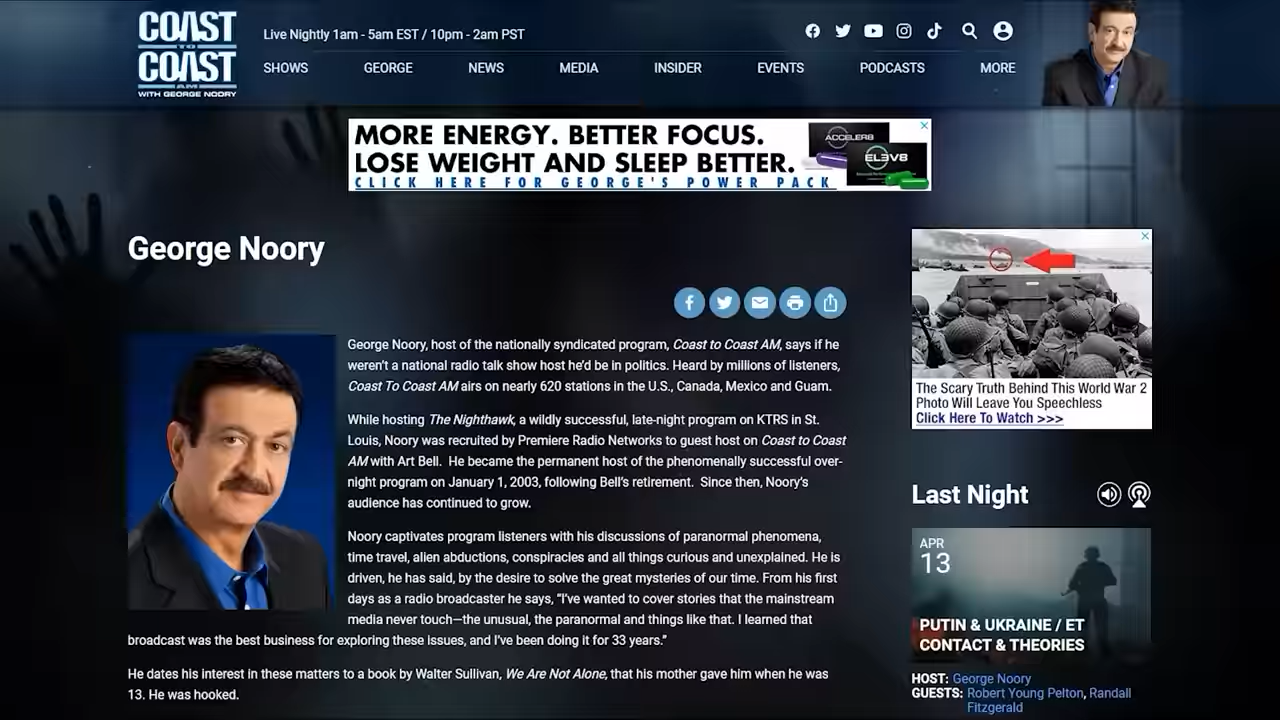 COAST
TO
COAST
AM
WITH GEORGE NOORY
Live Nightly 1am - 5am EST / 10pm - 2am PST
SHOWS GEORGE NEWS MEDIA INSIDER EVENTS PODCASTS MORE
MORE ENERGY. BETTER FOCUS.
LOSE WEIGHT AND SLEEP BETTER.
CLICK HERE FOR GEORGE'S POWER PACK
ACCELER8
ELEV8
George Noory
George Noory, host of the nationally syndicated program, Coast to Coast AM, says if he
weren't a national radio talk show host he'd be in politics. Heard by millions of listeners,
Coast To Coast AM airs on nearly 620 stations in the U.S., Canada, Mexico and Guam.
While hosting The Nighthawk, a wildly successful, late-night program on KTRS in St.
Louis, Noory was recruited by Premiere Radio Networks to guest host on Coast to Coast
AM with Art Bell. He became the permanent host of the phenomenally successful over-
night program on January 1, 2003, following Bell's retirement. Since then, Noory's
audience has continued to grow.
Noory captivates program listeners with his discussions of paranormal phenomena,
time travel, alien abductions, conspiracies and all things curious and unexplained. He is
driven, he has said, by the desire to solve the great mysteries of our time. From his first
days as a radio broadcaster he says, "I've wanted to cover stories that the mainstream
media never touch—the unusual, the paranormal and things like that. I learned that
broadcast was the best business for exploring these issues, and I've been doing it for 33 years."
He dates his interest in these matters to a book by Walter Sullivan, We Are Not Alone, that his mother gave him when he was
13. He was hooked.
The Scary Truth Behind This World War 2
Photo Will Leave You Speechless
Click Here To Watch >>>
Last Night
APR
13
PUTIN & UKRAINE / ET
CONTACT & THEORIES
HOST: George Noory
GUESTS: Robert Young Pelton, Randall
Fitzgerald